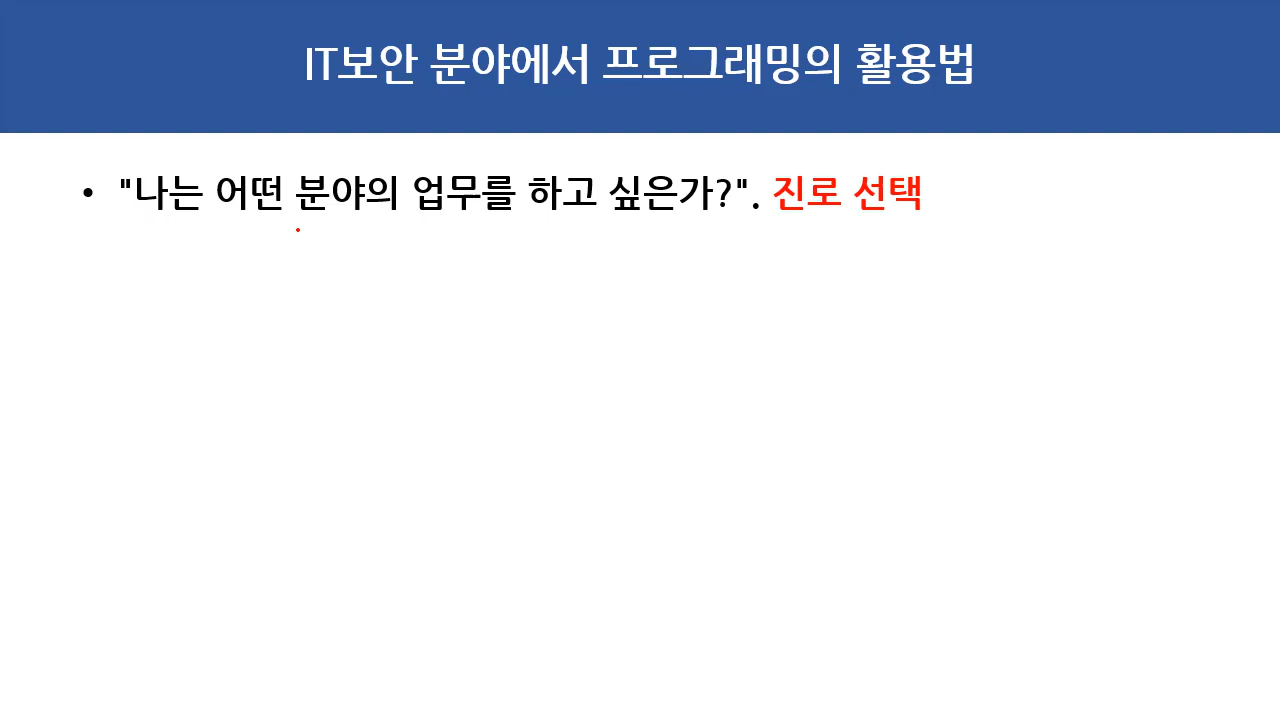 IT보안 분야에서 프로그래밍의 활용법
• "나는 어떤 분야의 업무를 하고 싶은가?". 진로 선택